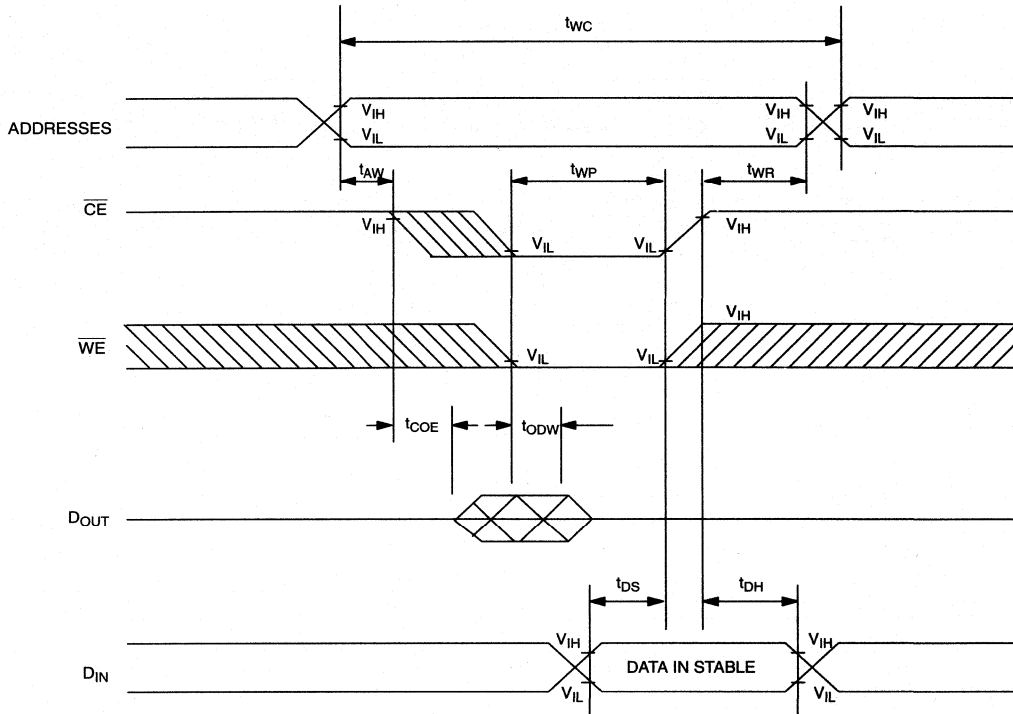 tWC
ADDRESSES
VIH
VIL
VIH
VIL
VIH
VIL
tAW
tWP
tWR
CE
VIH
VIL
VIL
VIH
WE
VIL
VIL
VIH
tCOE
tODW
DOUT
tDS
tDH
DIN
VIH
VIL
DATA IN STABLE
VIH
VIL